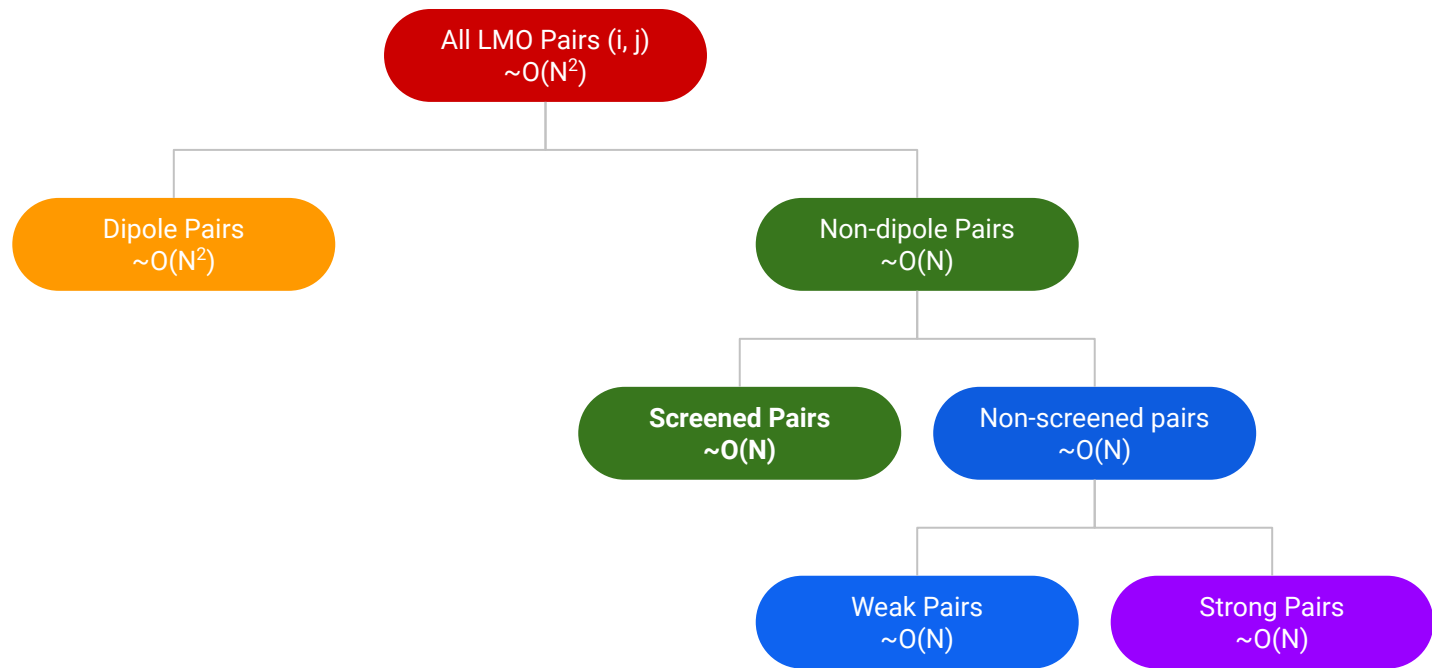 All LMO Pairs (i, j)
~O(N²)
Dipole Pairs
~O(N²)
Non-dipole Pairs
~O(N)
Screened Pairs
~O(N)
Non-screened pairs
~O(N)
Weak Pairs
~O(N)
Strong Pairs
~O(N)